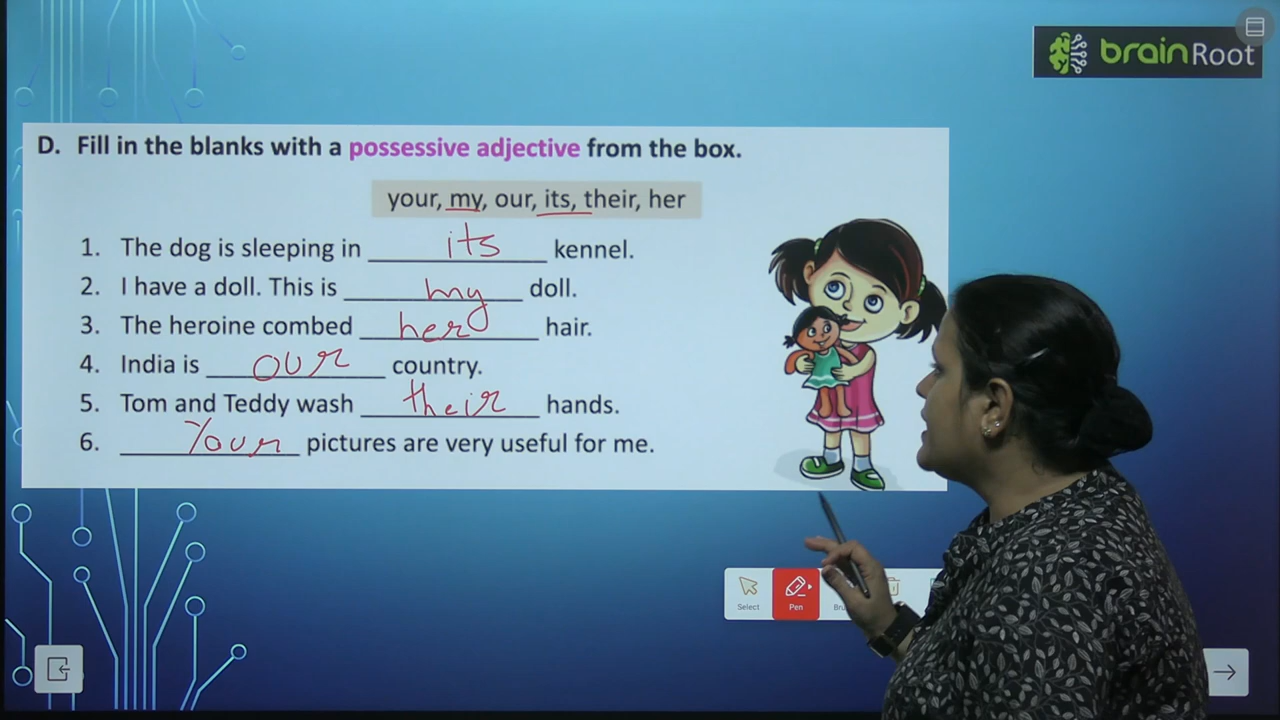 brainRoot
D. Fill in the blanks with a possessive adjective from the box.
your, my, our, its, their, her
1. The dog is sleeping in its kennel.
2. I have a doll. This is my doll.
3. The heroine combed her hair.
4. India is our country.
5. Tom and Teddy wash their hands.
6. Your pictures are very useful for me.
Select Pen